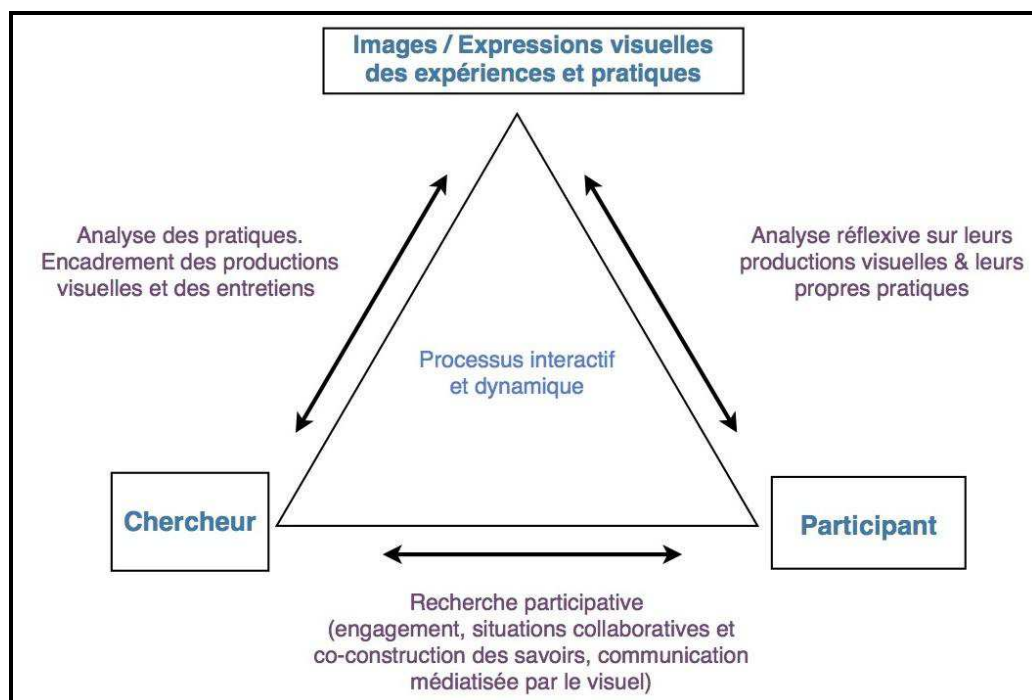 Images / Expressions visuelles
des expériences et pratiques
Analyse des pratiques.
Encadrement des productions
visuelles et des entretiens
Analyse réflexive sur leurs
productions visuelles & leurs
propres pratiques
Processus interactif
et dynamique
Chercheur
Participant
Recherche participative
(engagement, situations collaboratives et
co-construction des savoirs, communication
médiatisée par le visuel)